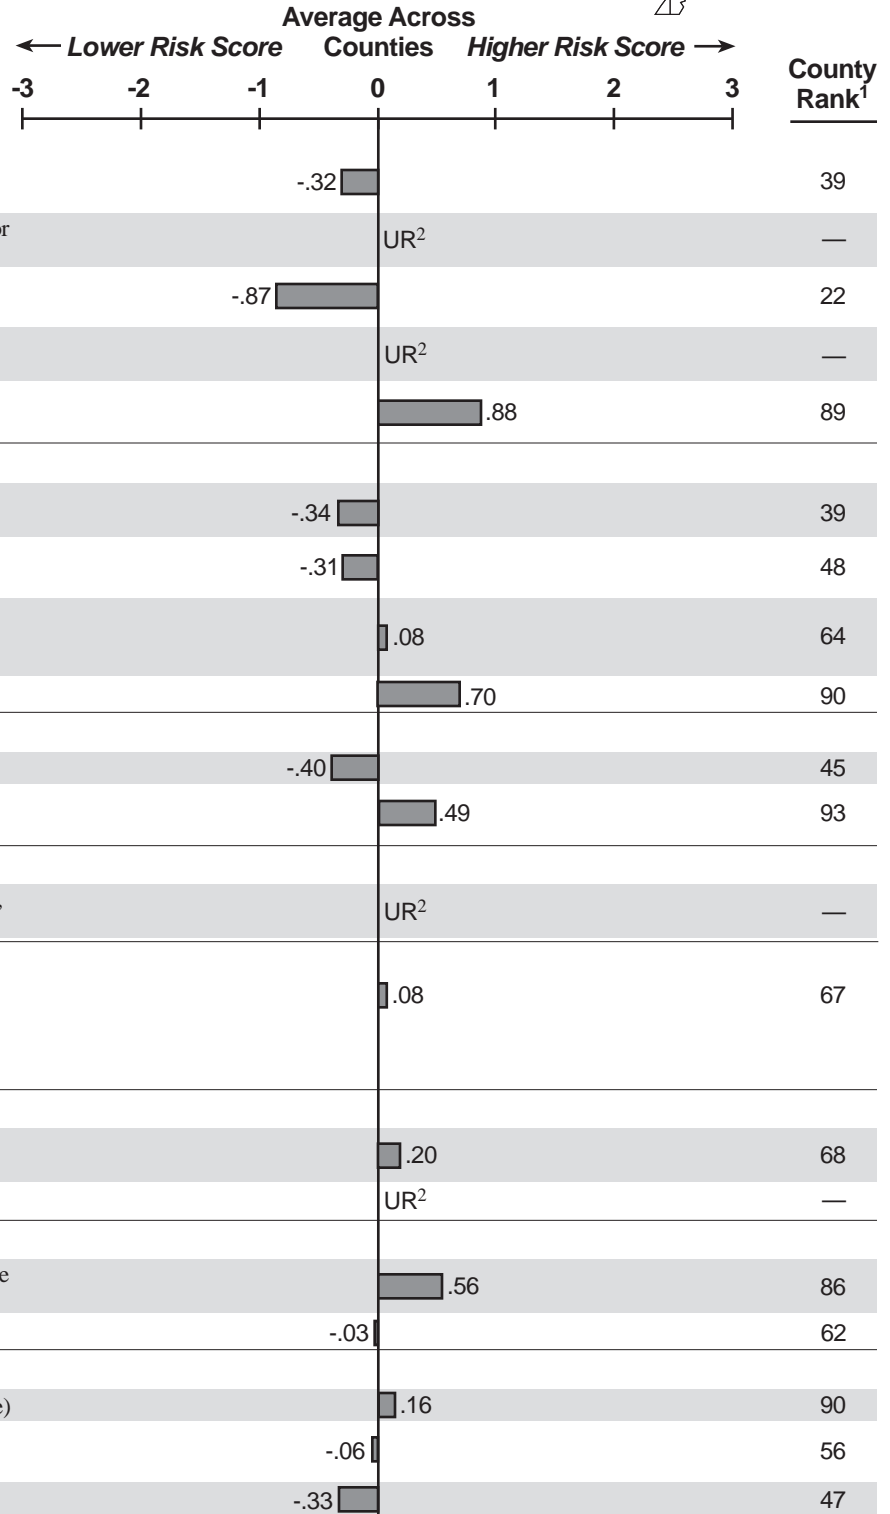 Average Across
← Lower Risk Score Counties Higher Risk Score →
County
Rank¹
-3 -2 -1 0 1 2 3
-.32 39
or
UR² —
-.87 22
UR² —
.88 89
-.34 39
-.31 48
.08 64
.70 90
-.40 45
.49 93
, UR² —
.08 67
.20 68
UR² —
e
.56 86
-.03 62
e) .16 90
-.06 56
-.33 47